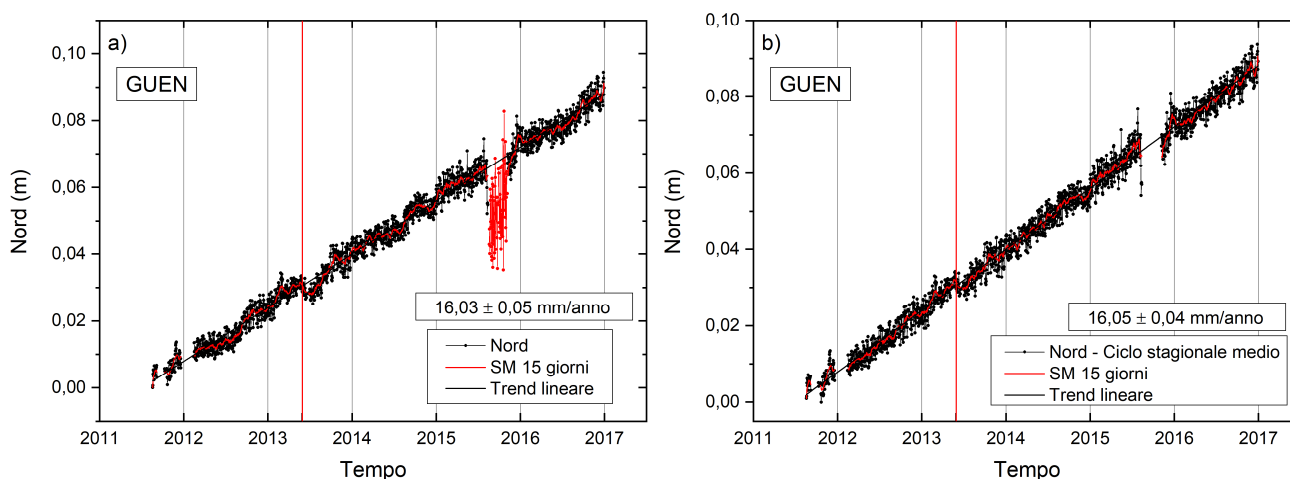 a)
GUEN
0,10
0,08
0,06
0,04
0,02
0,00
Nord (m)
16,03 ± 0,05 mm/anno
Nord
SM 15 giorni
Trend lineare
2011 2012 2013 2014 2015 2016 2017
Tempo
b)
GUEN
0,10
0,08
0,06
0,04
0,02
0,00
Nord (m)
16,05 ± 0,04 mm/anno
Nord - Ciclo stagionale medio
SM 15 giorni
Trend lineare
2011 2012 2013 2014 2015 2016 2017
Tempo